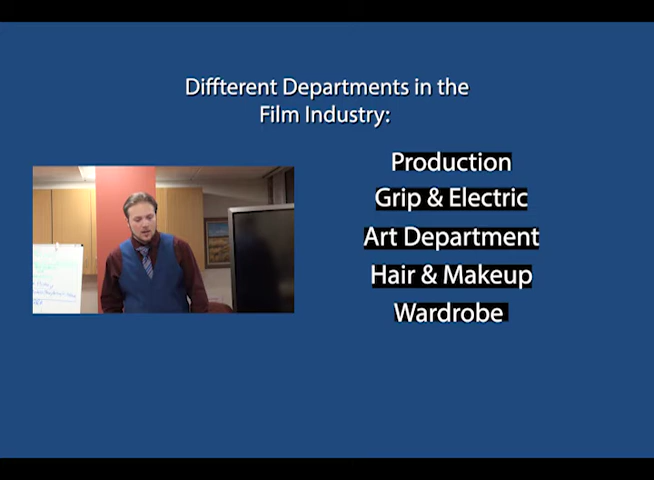 Diffterent Departments in the
Film Industry:
Production
Grip & Electric
Art Department
Hair & Makeup
Wardrobe